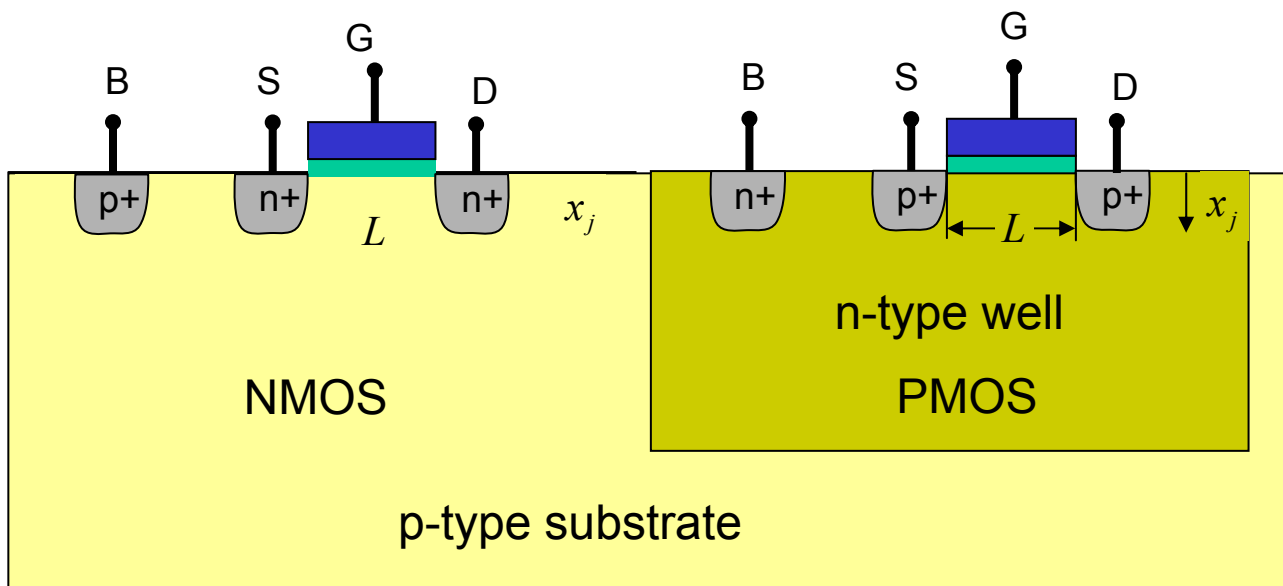 G
G
B
S
D
B
S
D
p+
n+
n+
n+
p+
p+
L
x_j
L
x_j
n-type well
NMOS
PMOS
p-type substrate